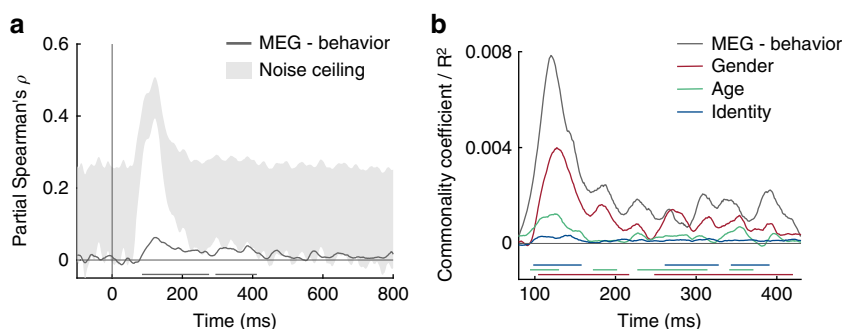 a
MEG - behavior
Noise ceiling
Partial Spearman's ρ
0.6
0.4
0.2
0
0 200 400 600 800
Time (ms)
b
MEG - behavior
Gender
Age
Identity
Commonality coefficient / R²
0.008
0.004
0
100 200 300 400
Time (ms)